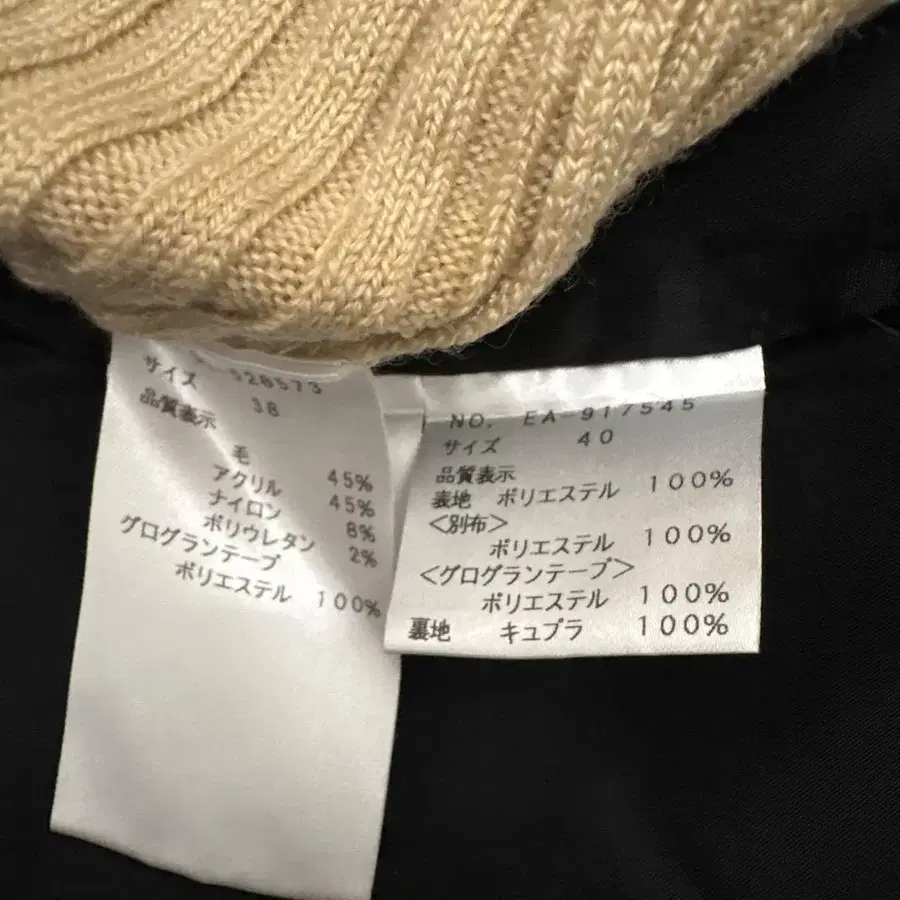 528573
サイズ 38
品質表示
毛 45%
アクリル 45%
ナイロン 8%
ポリウレタン 2%
グログランテープ
ポリエステル 100%
NO. EA-917545
サイズ 40
品質表示
表地 ポリエステル 100%
<別布>
ポリエステル 100%
<グログランテープ>
ポリエステル 100%
裏地 キュプラ 100%